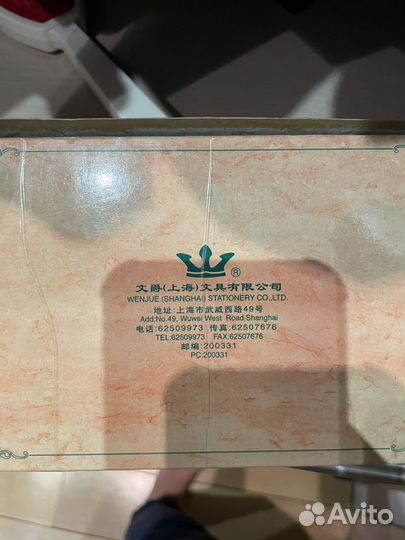 ®
文爵(上海)文具有限公司
WENJUE (SHANGHAI) STATIONERY CO.,LTD.
地址:上海市武威西路49号
Add:No.49, Wuwei West Road Shanghai
电话:62509973 传真:62507676
TEL:62509973 FAX:62507676
邮编:200331
PC:200331
Avito